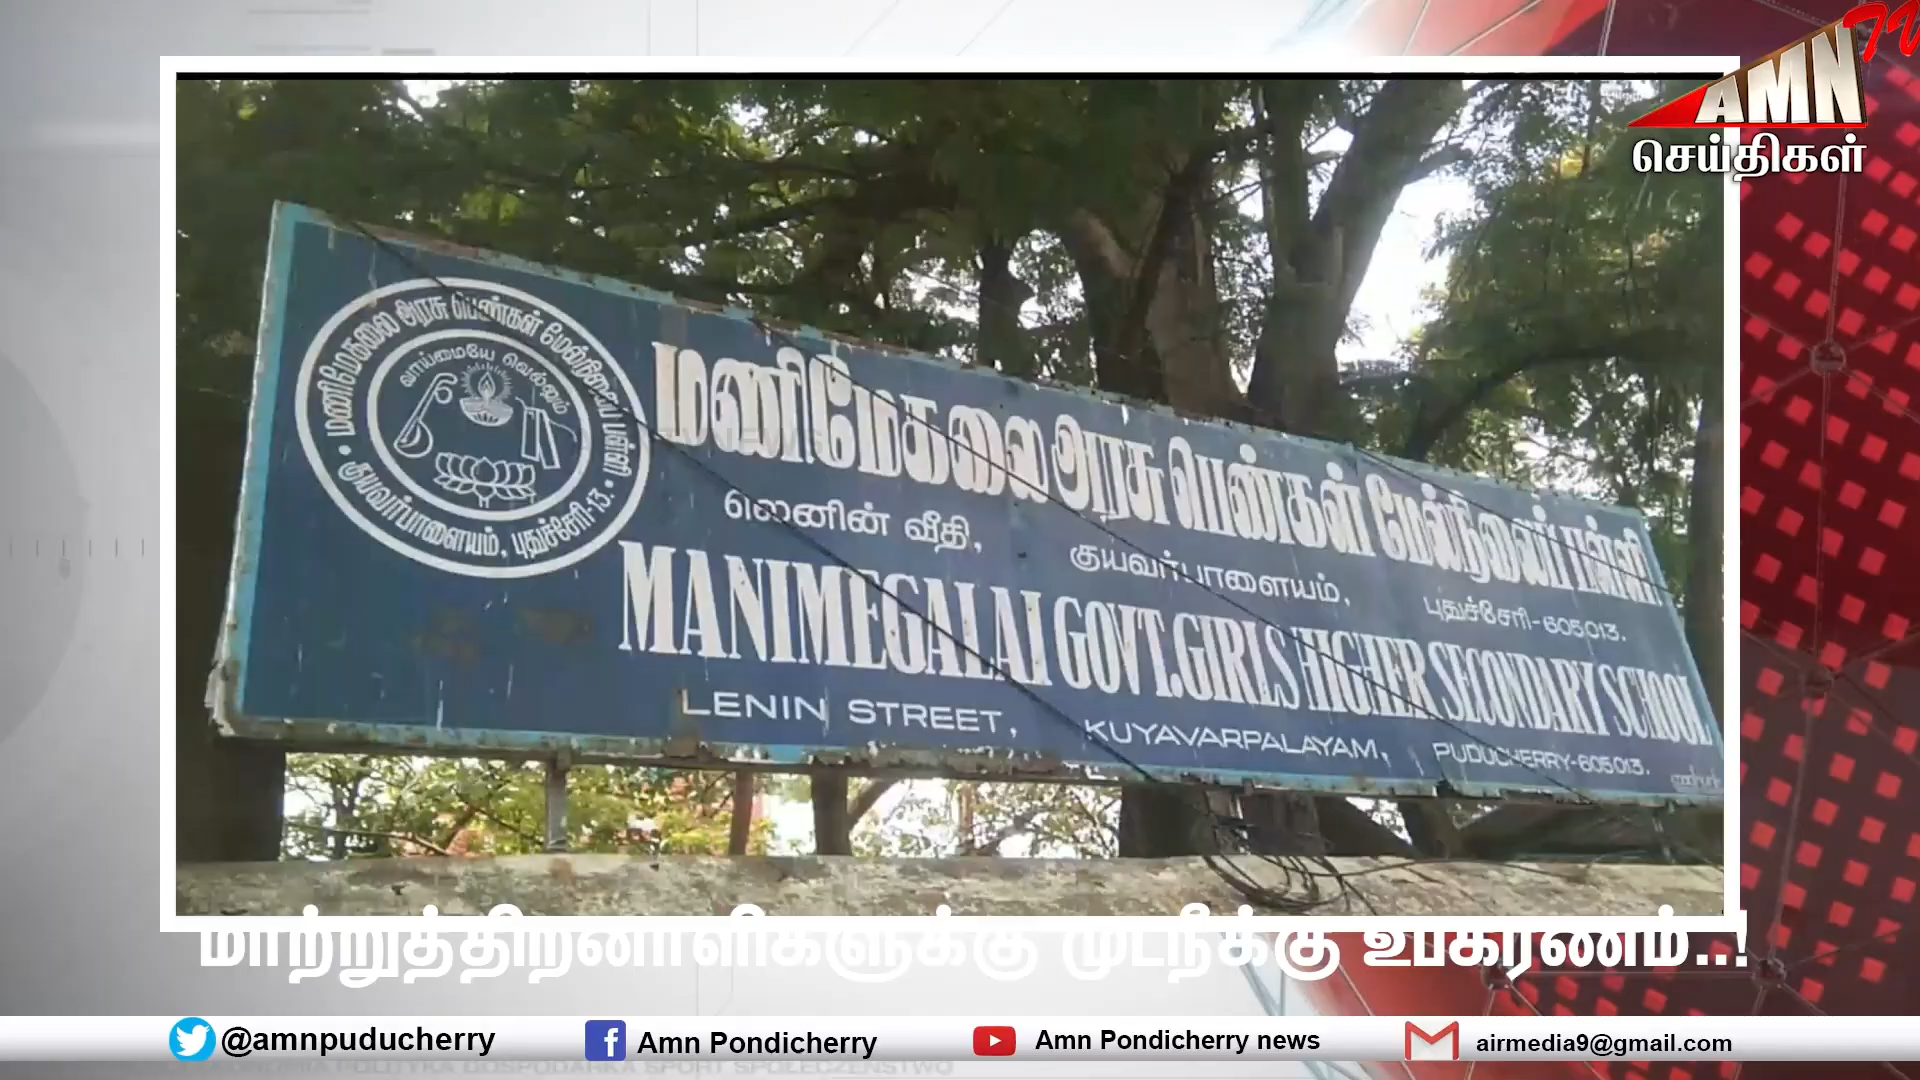 AMN TV
செய்திகள்
மணிமேகலை அரசு பெண்கள் மேல்நிலைப் பள்ளி
வாய்மையே வெல்லும்
குயவர்பாளையம், புதுச்சேரி-13.
மணிமேகலை அரசு பெண்கள் மேல்நிலைப் பள்ளி
லெனின் வீதி, குயவர்பாளையம், புதுச்சேரி-605013.
MANIMEGALAI GOVT.GIRLS HIGHER SECONDARY SCHOOL
LENIN STREET, KUYAVARPALAYAM, PUDUCHERRY-605013.
மாற்றுத்திறனாளிகளுக்கு முடநீக்கு உபகரணம்..!
@amnpuducherry Amn Pondicherry Amn Pondicherry news airmedia9@gmail.com